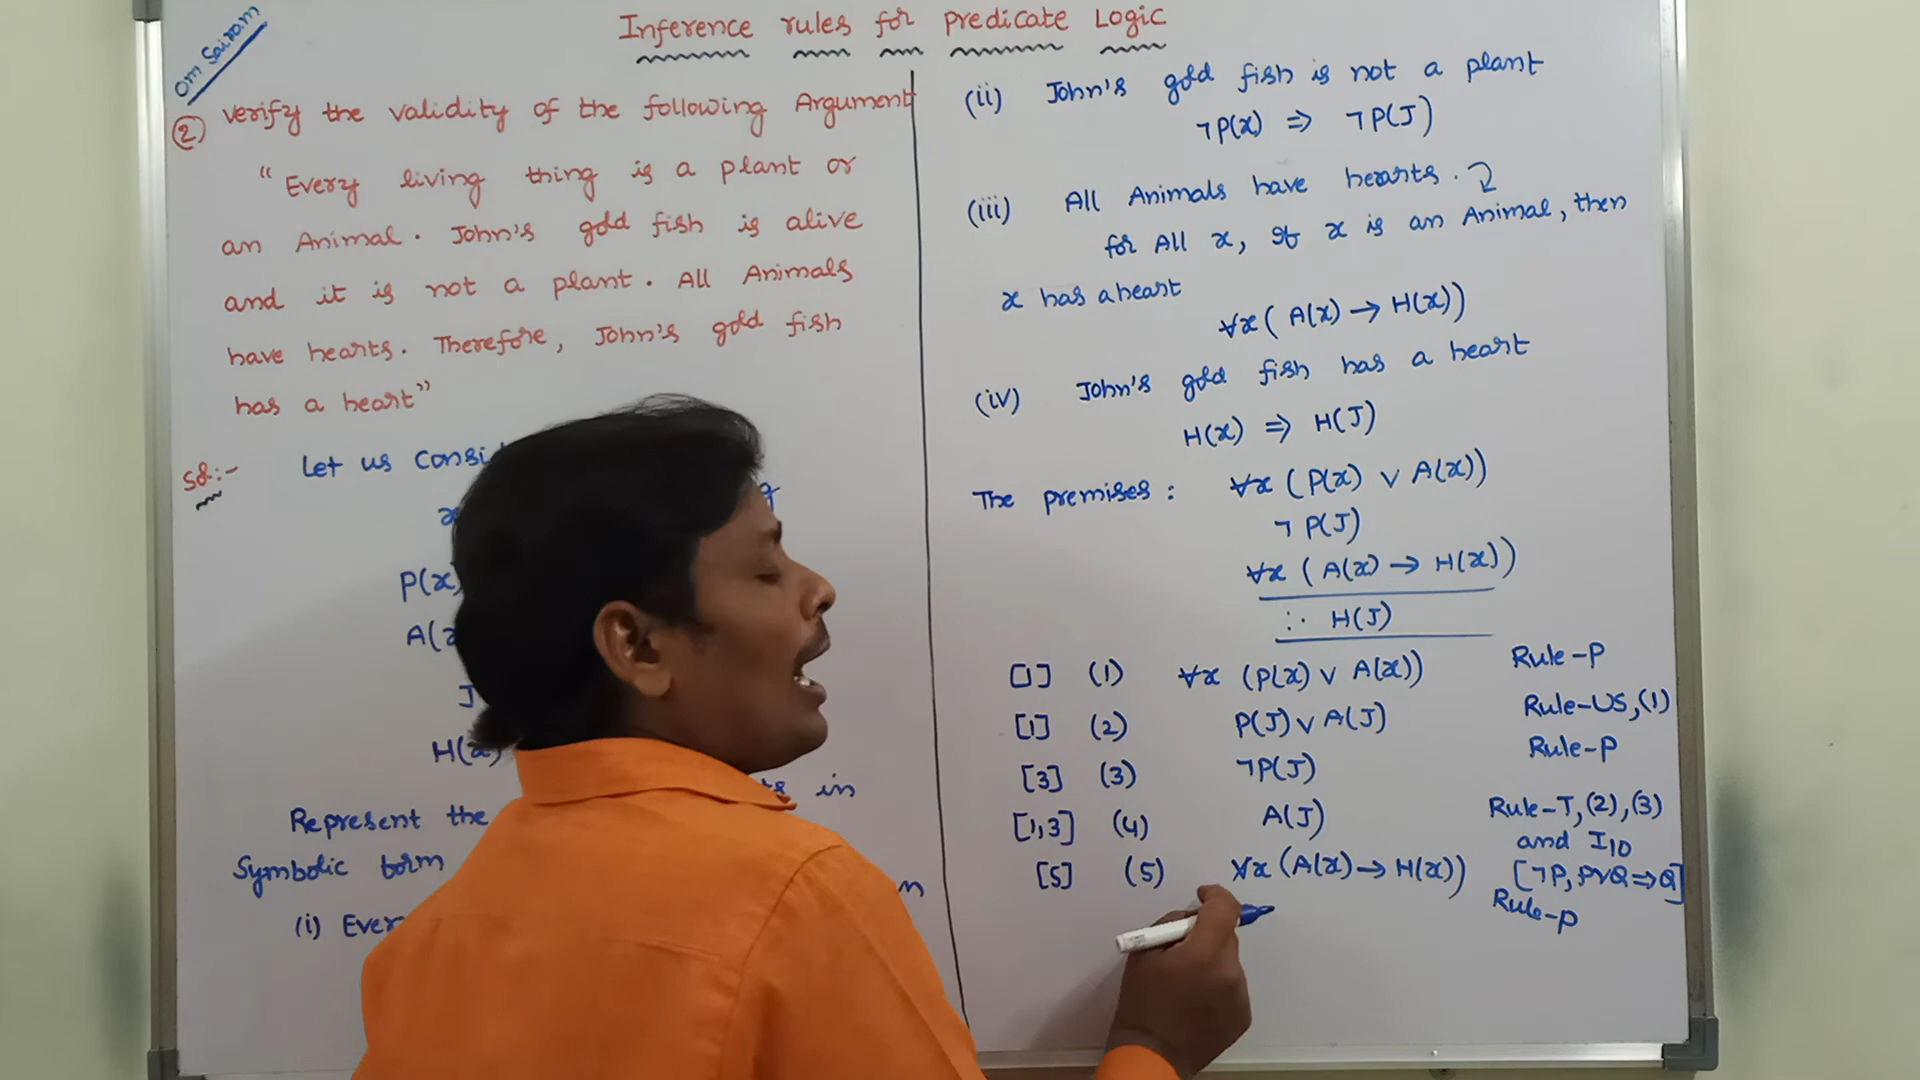 Om Sairam
Inference rules for predicate Logic
(2) Verify the validity of the following Argument
"Every living thing is a plant or
an Animal. John's gold fish is alive
and it is not a plant. All Animals
have hearts. Therefore, John's gold fish
has a heart"
Sol:- Let us
P(x)
A(
J
H(x)
in
Represent the
Symbolic form
(i)
(ii) John's gold fish is not a plant
¬P(x) ⇒ ¬P(J)
(iii) All Animals have hearts.
for All x, If x is an Animal, then
x has a heart
∀x (A(x) → H(x))
(iv) John's gold fish has a heart
H(x) ⇒ H(J)
The premises : ∀x (P(x) ∨ A(x))
¬P(J)
∀x (A(x) → H(x))
∴ H(J)
[1] (1) ∀x (P(x) ∨ A(x)) Rule-P
[1] (2) P(J) ∨ A(J) Rule-US,(1)
[3] (3) ¬P(J) Rule-P
[1,3] (4) A(J) Rule-T,(2),(3)
and I10
[¬P, P∨Q ⇒ Q]
[5] (5) ∀x (A(x) → H(x)) Rule-P